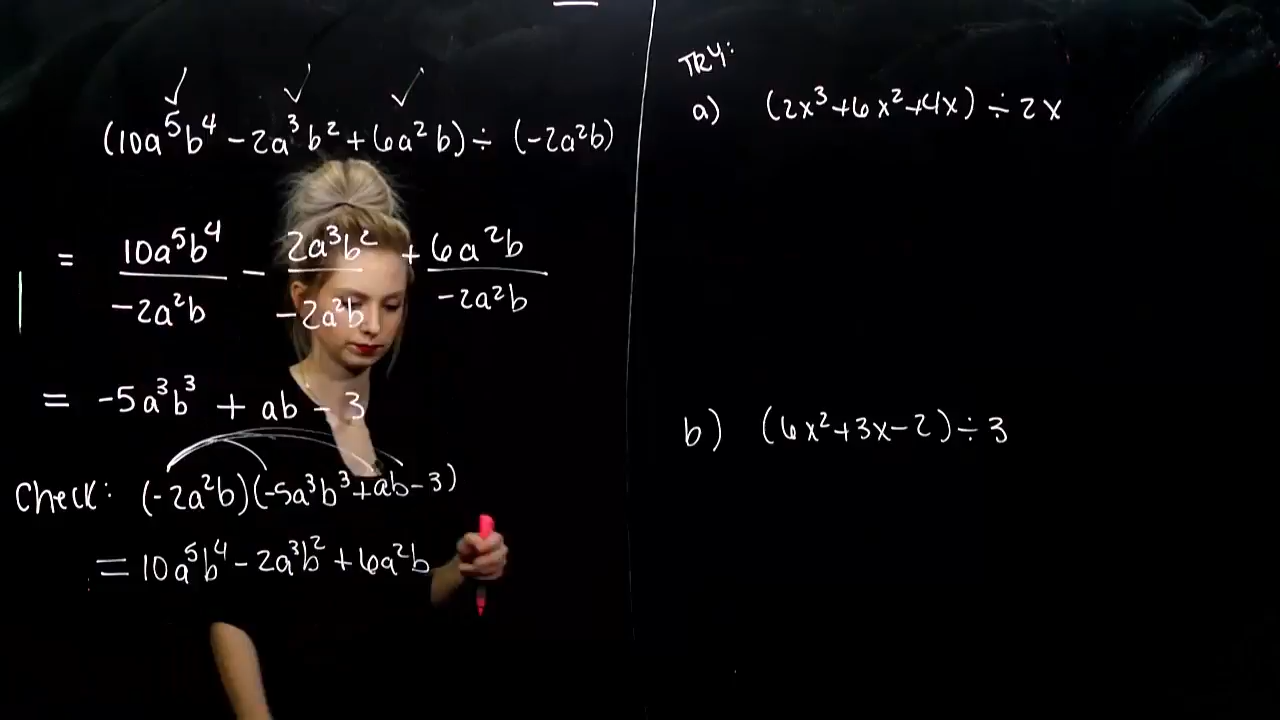 (10a⁵b⁴ - 2a³b² + 6a²b) ÷ (-2a²b)
= 10a⁵b⁴/-2a²b - 2a³b²/-2a²b + 6a²b/-2a²b
= -5a³b³ + ab - 3
Check: (-2a²b)(-5a³b³+ab-3)
= 10a⁵b⁴ - 2a³b² + 6a²b
TRY:
a) (2x³+6x²+4x) ÷ 2x
b) (6x²+3x-2) ÷ 3